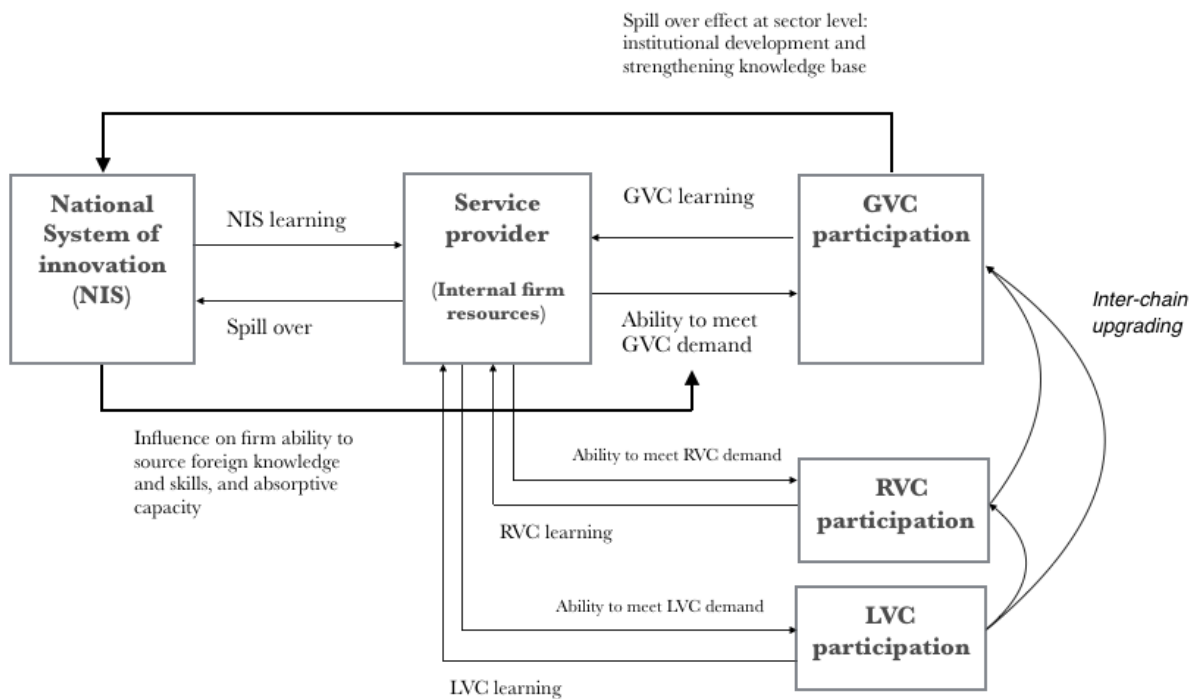 Spill over effect at sector level:
institutional development and
strengthening knowledge base
National
System of
innovation
(NIS)
NIS learning
Spill over
Service
provider
(Internal firm
resources)
GVC learning
Ability to meet
GVC demand
GVC
participation
Inter-chain
upgrading
Influence on firm ability to
source foreign knowledge
and skills, and absorptive
capacity
Ability to meet RVC demand
RVC learning
RVC
participation
Ability to meet LVC demand
LVC learning
LVC
participation